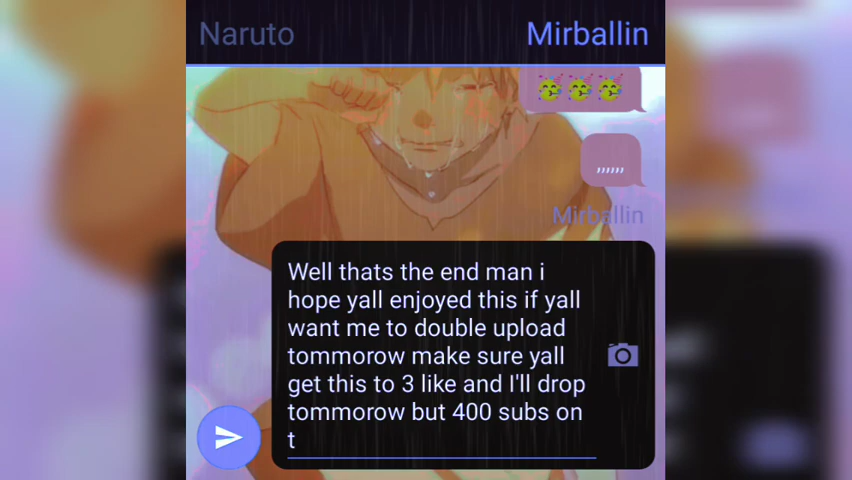 Naruto Mirballin
🥳🥳🥳
,,,,,,
Mirballin
Well thats the end man i
hope yall enjoyed this if yall
want me to double upload
tommorow make sure yall
get this to 3 like and I'll drop
tommorow but 400 subs on
t